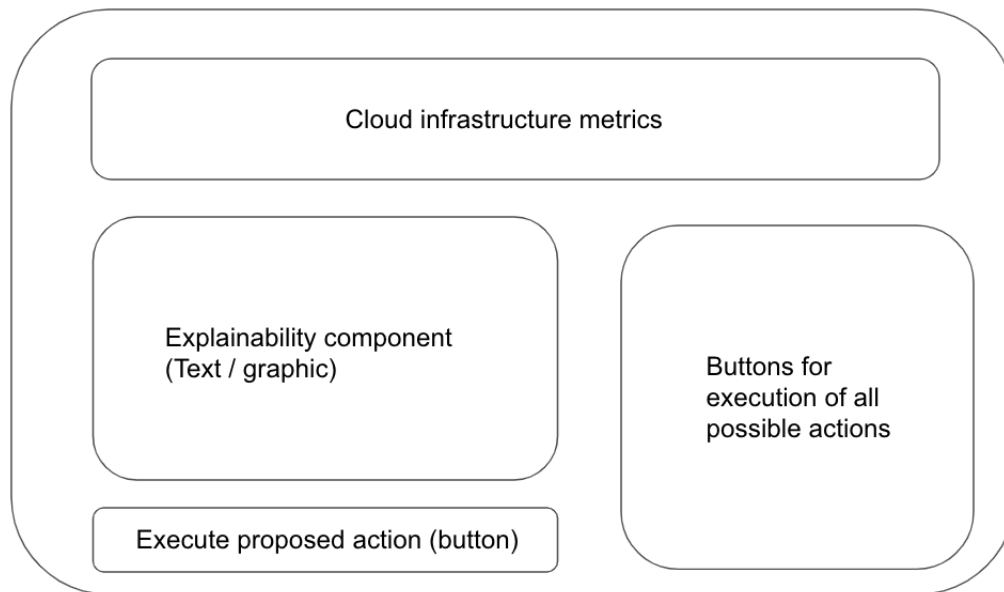 Cloud infrastructure metrics
Explainability component
(Text / graphic)
Buttons for
execution of all
possible actions
Execute proposed action (button)